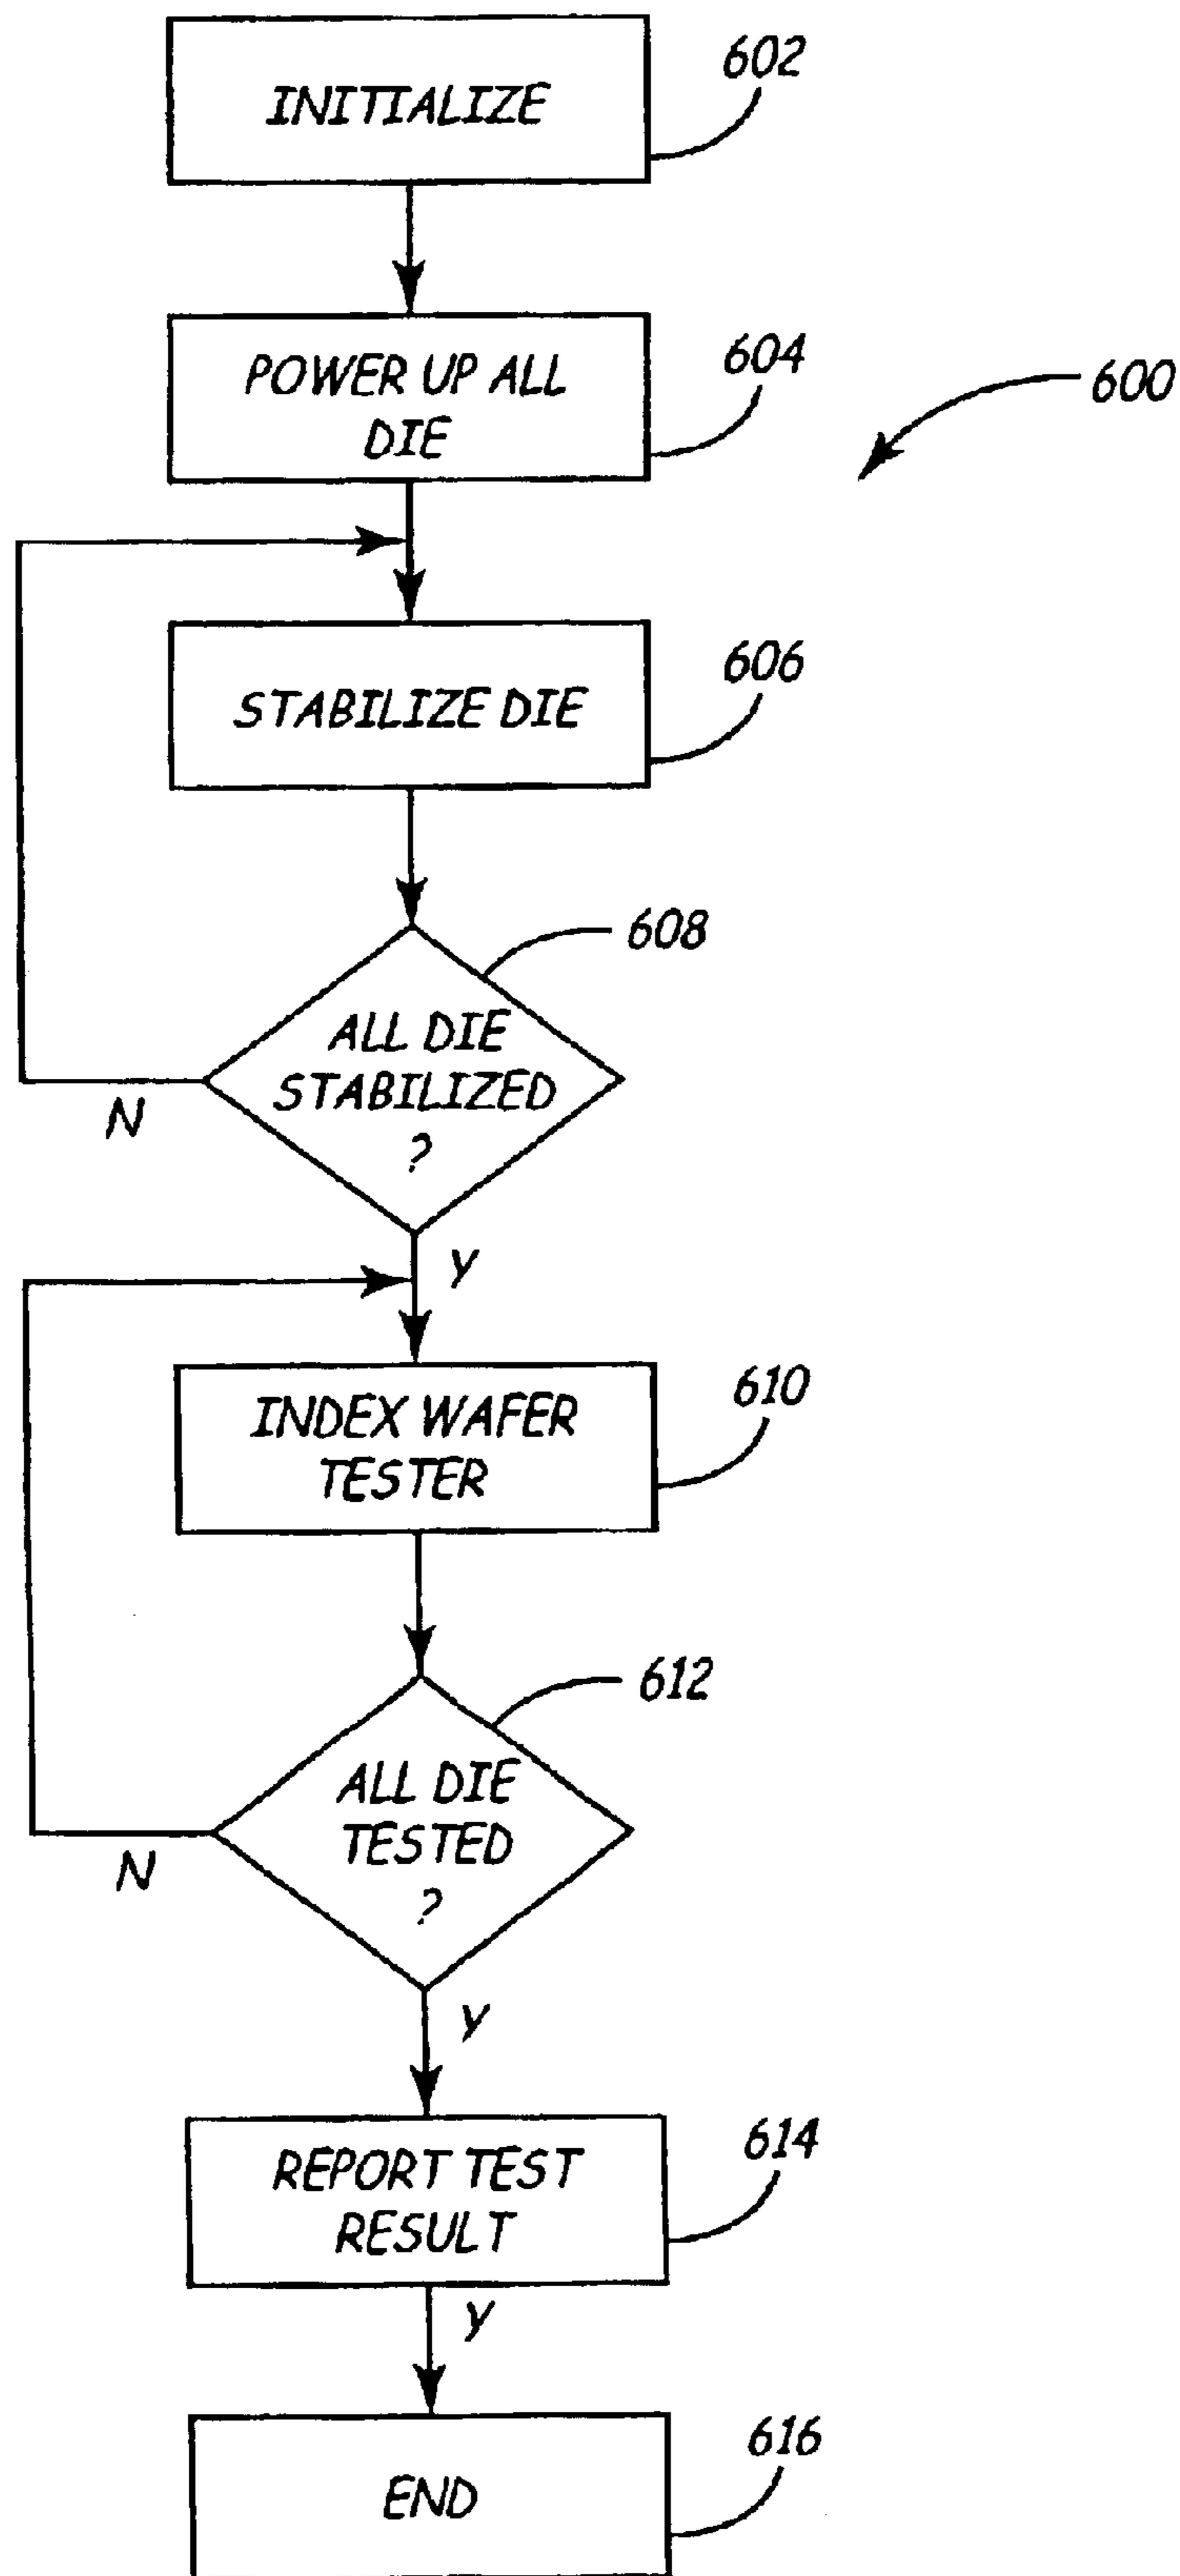 INITIALIZE
602
POWER UP ALL
DIE
604
600
STABILIZE DIE
606
608
ALL DIE
STABILIZED
?
N
Y
INDEX WAFER
TESTER
610
612
ALL DIE
TESTED
?
N
Y
REPORT TEST
RESULT
614
Y
END
616